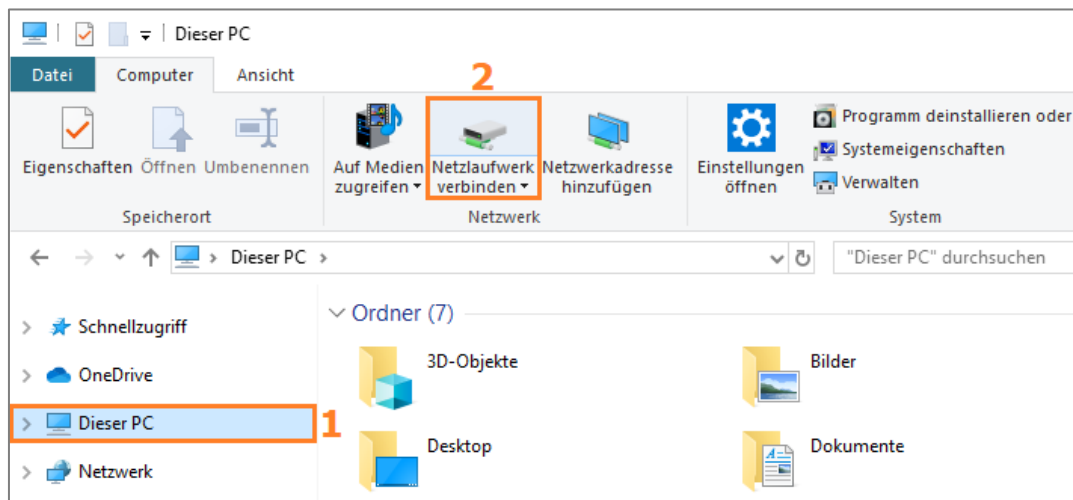 Dieser PC
Datei Computer Ansicht
2
Eigenschaften Öffnen Umbenennen
Auf Medien
zugreifen
Netzlaufwerk
verbinden
Netzwerkadresse
hinzufügen
Einstellungen
öffnen
Programm deinstallieren oder
Systemeigenschaften
Verwalten
Speicherort
Netzwerk
System
Dieser PC
"Dieser PC" durchsuchen
Schnellzugriff
OneDrive
Dieser PC
1
Netzwerk
Ordner (7)
3D-Objekte
Bilder
Desktop
Dokumente